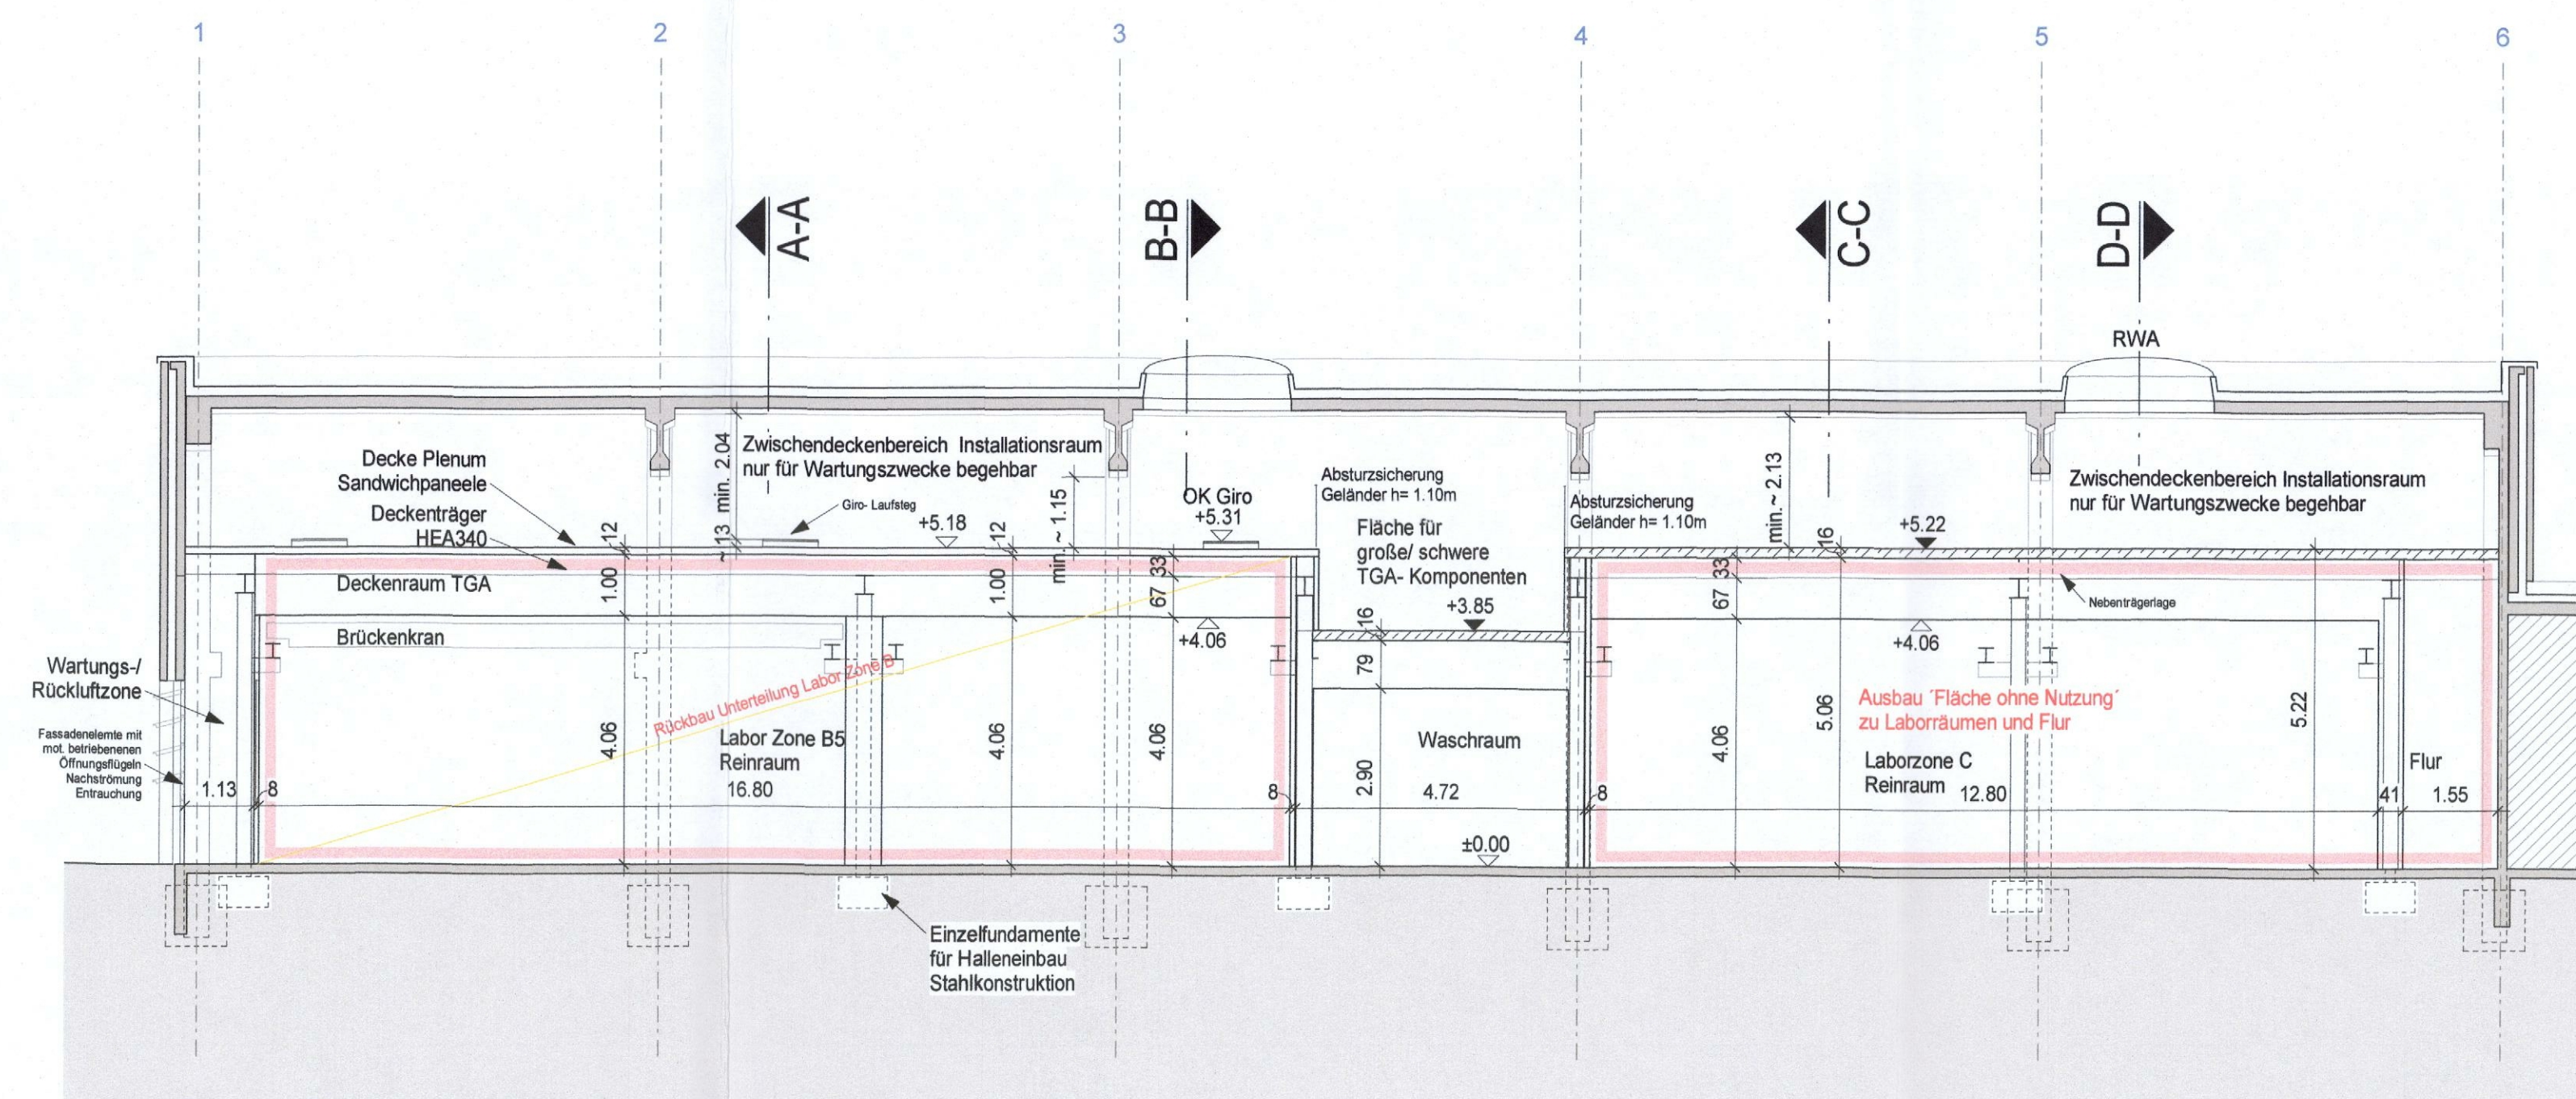 1
2
3
4
5
6
A-A
B-B
C-C
D-D
RWA
Decke Plenum
Sandwichpaneele
Deckenträger
HEA340
12
1.00
Deckenraum TGA
Brückenkran
~ 13 min. 2.04
Zwischendeckenbereich Installationsraum
nur für Wartungszwecke begehbar
Giro- Laufsteg
+5.18
12
1.00
min. ~ 1.15
OK Giro
+5.31
33
67
+4.06
Absturzsicherung
Geländer h= 1.10m
Fläche für
große/ schwere
TGA- Komponenten
+3.85
16
79
Absturzsicherung
Geländer h= 1.10m
33
67
min. ~ 2.13
16
+5.22
+4.06
Zwischendeckenbereich Installationsraum
nur für Wartungszwecke begehbar
Nebenträgerlage
Wartungs-/
Rückluftzone
Fassadenelemte mit
mot. betriebenenen
Öffnungsflügeln
Nachströmung
Entrauchung
1.13
8
4.06
Rückbau Unterteilung Labor Zone B
Labor Zone B5
Reinraum
16.80
4.06
4.06
8
Waschraum
2.90
4.72
±0.00
8
4.06
5.06
Ausbau ´Fläche ohne Nutzung´
zu Laborräumen und Flur
Laborzone C
Reinraum 12.80
5.22
41
Flur
1.55
Einzelfundamente
für Halleneinbau
Stahlkonstruktion